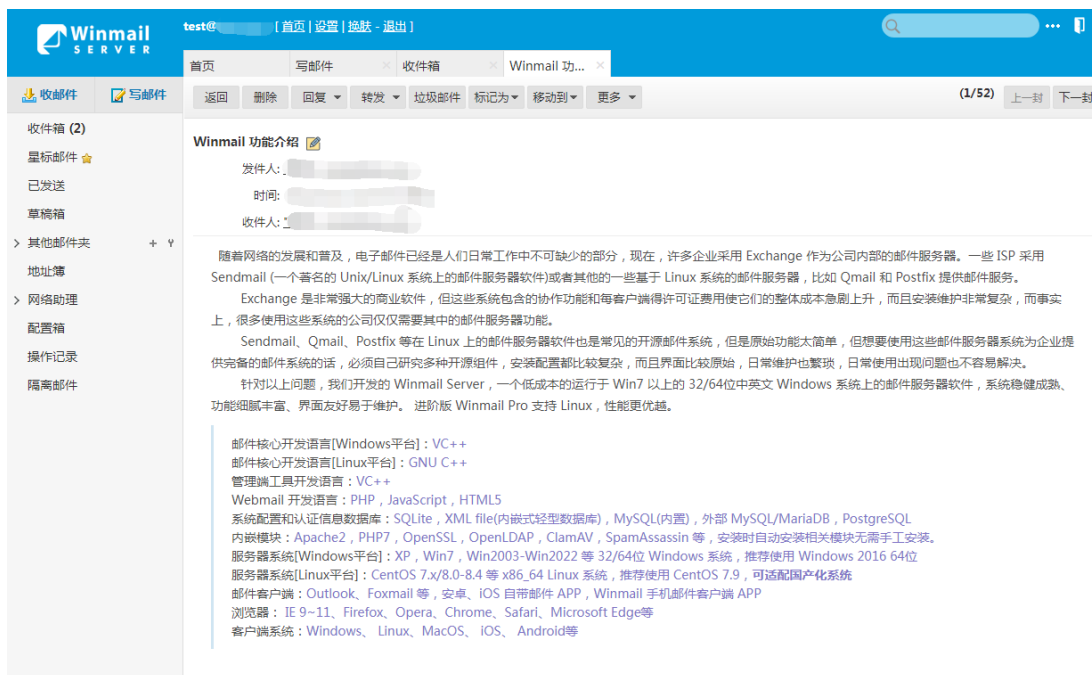 Winmail
SERVER
test@ [ 首页 | 设置 | 换肤 - 退出 ]
首页 写邮件 × 收件箱 × Winmail 功... ×
收邮件 写邮件
返回 删除 回复 转发 垃圾邮件 标记为 移动到 更多 (1/52) 上一封 下一封
收件箱 (2)
星标邮件
已发送
草稿箱
其他邮件夹 +
地址簿
网络助理
配置箱
操作记录
隔离邮件
Winmail 功能介绍
发件人:
时间:
收件人:
随着网络的发展和普及，电子邮件已经是人们日常工作中不可缺少的部分，现在，许多企业采用 Exchange 作为公司内部的邮件服务器。一些 ISP 采用
Sendmail (一个著名的 Unix/Linux 系统上的邮件服务器软件)或者其他的一些基于 Linux 系统的邮件服务器，比如 Qmail 和 Postfix 提供邮件服务。
Exchange 是非常强大的商业软件，但这些系统包含的协作功能和每客户端得许可证费用使它们的整体成本急剧上升，而且安装维护非常复杂，而事实
上，很多使用这些系统的公司仅仅需要其中的邮件服务器功能。
Sendmail、Qmail、Postfix 等在 Linux 上的邮件服务器软件也是常见的开源邮件系统，但是原始功能太简单，但想要使用这些邮件服务器系统为企业提
供完备的邮件系统的话，必须自己研究多种开源组件，安装配置都比较复杂，而且界面比较原始，日常维护也繁琐，日常使用出现问题也不容易解决。
针对以上问题，我们开发的 Winmail Server，一个低成本的运行于 Win7 以上的 32/64位中英文 Windows 系统上的邮件服务器软件，系统稳健成熟、
功能细腻丰富、界面友好易于维护。 进阶版 Winmail Pro 支持 Linux，性能更优越。
邮件核心开发语言[Windows平台]：VC++
邮件核心开发语言[Linux平台]：GNU C++
管理端工具开发语言：VC++
Webmail 开发语言：PHP，JavaScript，HTML5
系统配置和认证信息数据库：SQLite，XML file(内嵌式轻型数据库)，MySQL(内置)，外部 MySQL/MariaDB，PostgreSQL
内嵌模块：Apache2，PHP7，OpenSSL，OpenLDAP，ClamAV，SpamAssassin 等，安装时自动安装相关模块无需手工安装。
服务器系统[Windows平台]：XP，Win7，Win2003-Win2022 等 32/64位 Windows 系统，推荐使用 Windows 2016 64位
服务器系统[Linux平台]：CentOS 7.x/8.0-8.4 等 x86_64 Linux 系统，推荐使用 CentOS 7.9，可适配国产化系统
邮件客户端：Outlook、Foxmail 等，安卓、iOS 自带邮件 APP，Winmail 手机邮件客户端 APP
浏览器： IE 9~11、Firefox、Opera、Chrome、Safari、Microsoft Edge等
客户端系统：Windows、 Linux、MacOS、 iOS、 Android等